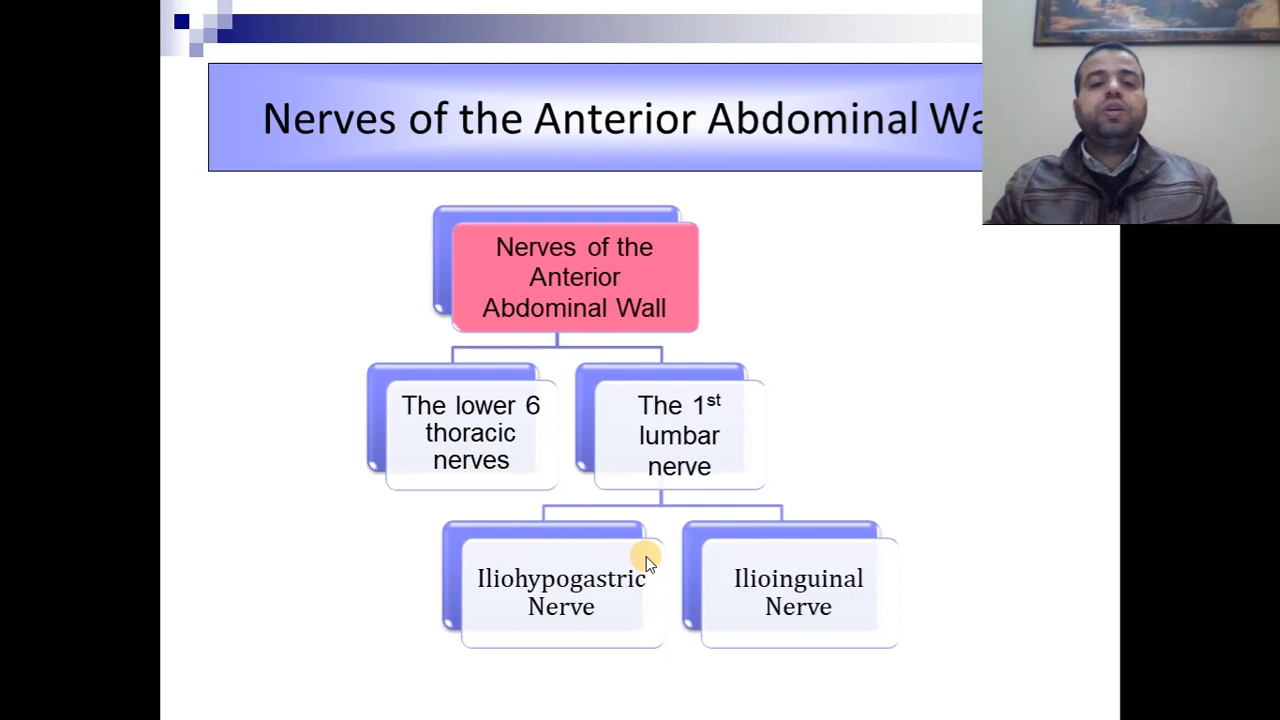 Nerves of the Anterior Abdominal
Nerves of the
Anterior
Abdominal Wall
The lower 6
thoracic
nerves
The 1st
lumbar
nerve
Iliohypogastric
Nerve
Ilioinguinal
Nerve